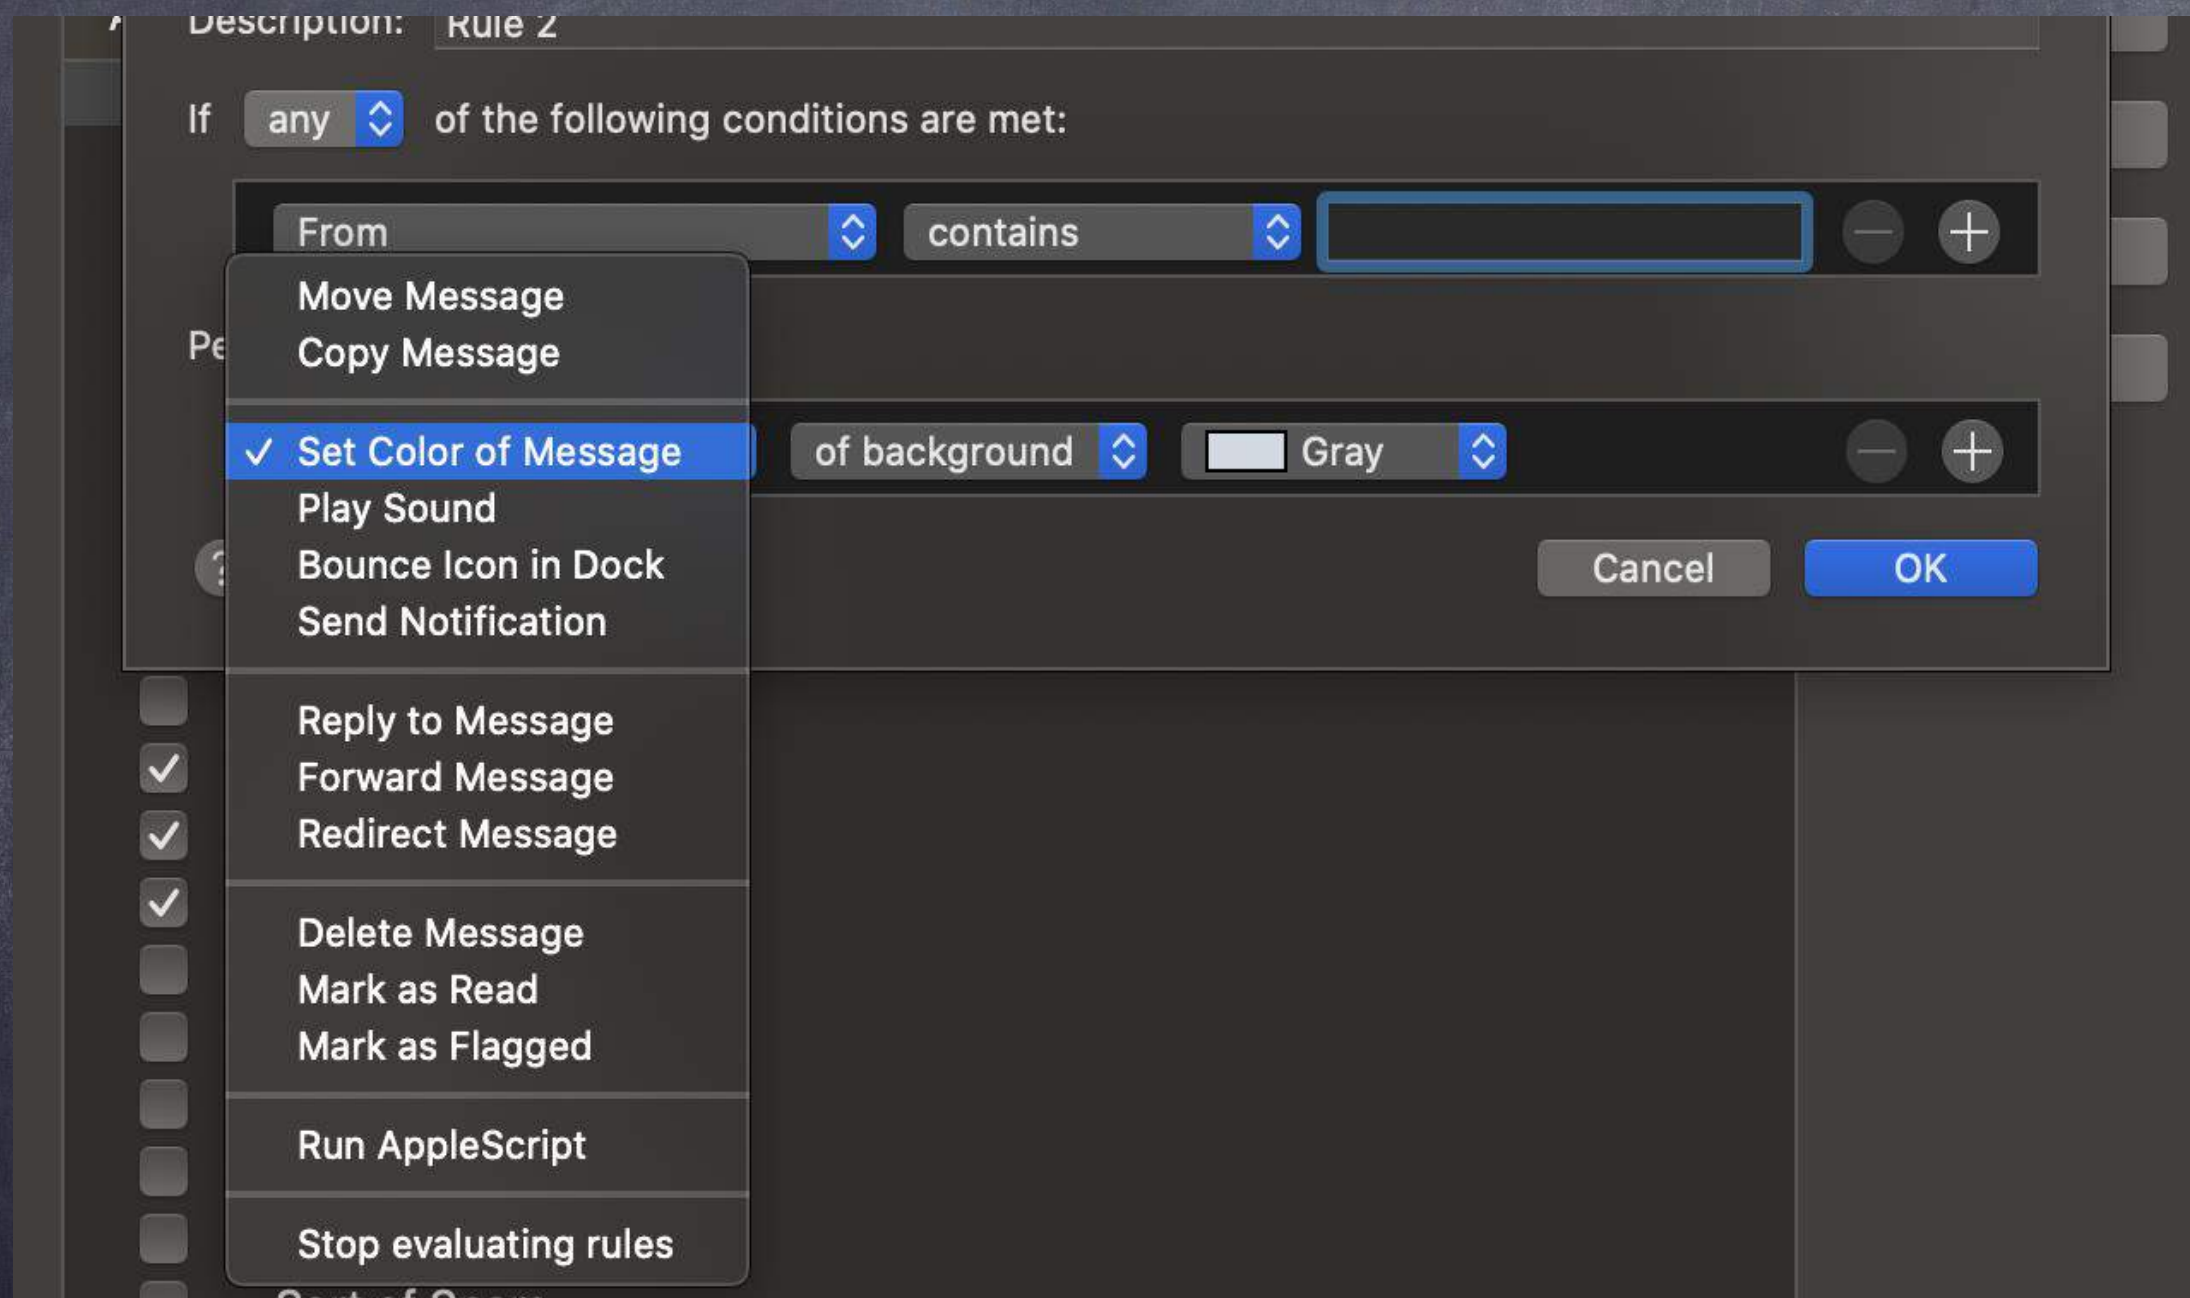 Description: Rule 2
If any of the following conditions are met:
From contains
Move Message
Copy Message
Set Color of Message of background Gray
Play Sound
Bounce Icon in Dock
Send Notification
Cancel OK
Reply to Message
Forward Message
Redirect Message
Delete Message
Mark as Read
Mark as Flagged
Run AppleScript
Stop evaluating rules